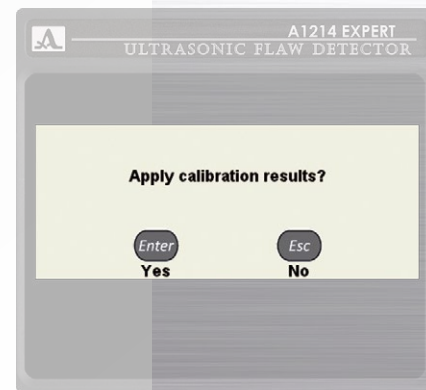 A1214 EXPERT
ULTRASONIC FLAW DETECTOR
Apply calibration results?
Enter Esc
Yes No